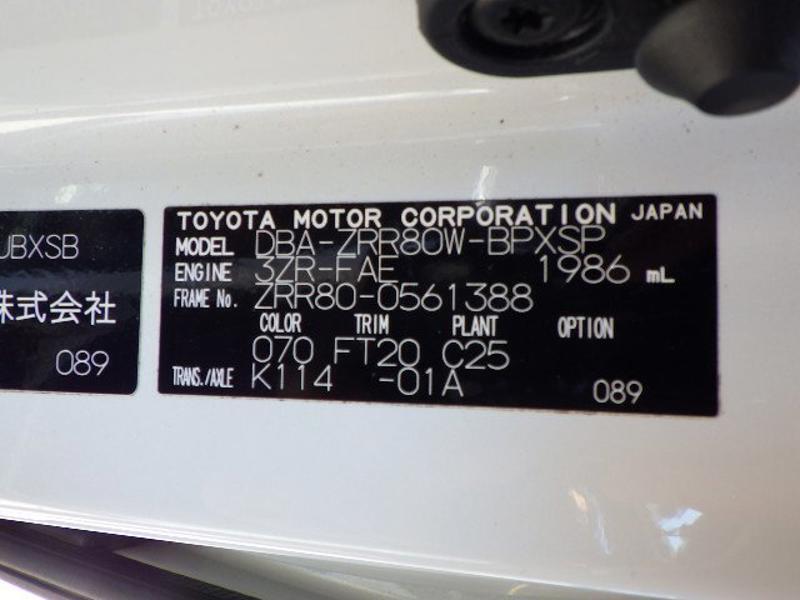 JBXSB
株式会社
089
TOYOTA MOTOR CORPORATION JAPAN
MODEL DBA-ZRR80W-BPXSP
ENGINE 3ZR-FAE 1986 mL
FRAME No. ZRR80-0561388
COLOR TRIM PLANT OPTION
070 FT20 C25
TRANS./AXLE K114 -01A 089